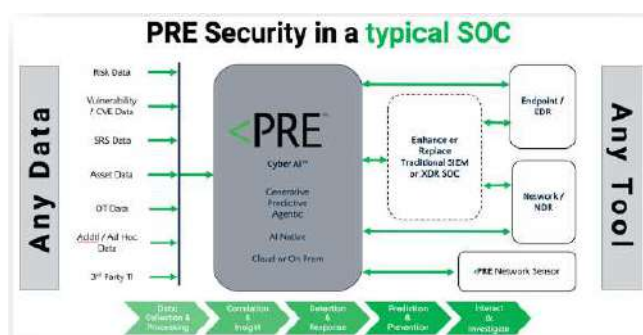 PRE Security in a typical SOC
Any Data
Risk Data
Vulnerability
/ CVE Data
SRS Data
Asset Data
OT Data
Addtl / Ad Hoc
Data
3rd Party TI
<PRE™
Cyber AI™
Generative
Predictive
Agentic
AI Native
Cloud or On Prem
Enhance or
Replace
Traditional SIEM
or XDR SOC
Endpoint /
EDR
Network /
NDR
<PRE Network Sensor
Any Tool
Data
Collection &
Processing
Correlation
&
Insight
Detection
&
Response
Prediction
&
Prevention
Interact
&
Investigate